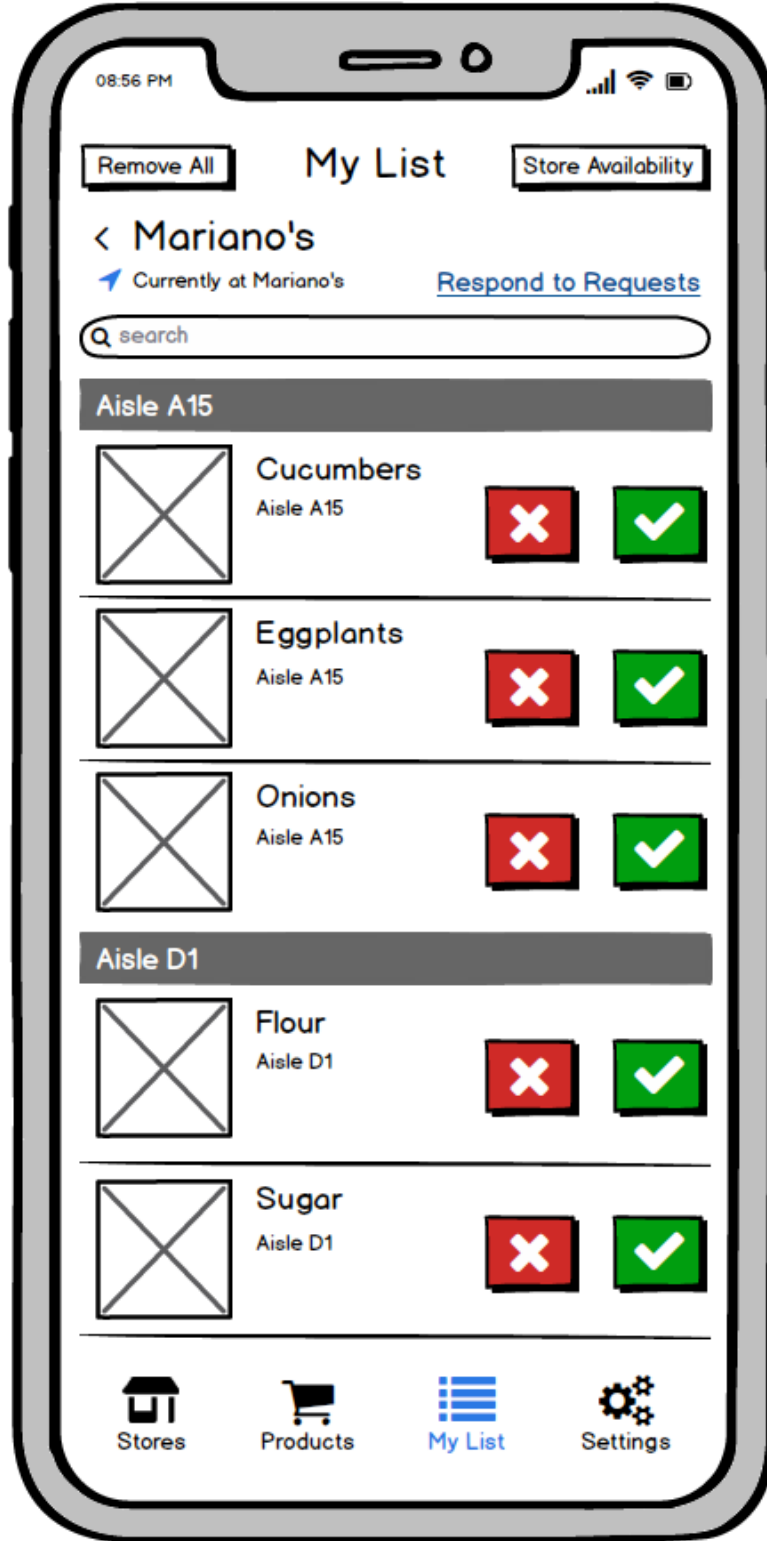 08:56 PM
Remove All
My List
Store Availability
< Mariano's
Currently at Mariano's
Respond to Requests
search
Aisle A15
Cucumbers
Aisle A15
Eggplants
Aisle A15
Onions
Aisle A15
Aisle D1
Flour
Aisle D1
Sugar
Aisle D1
Stores
Products
My List
Settings